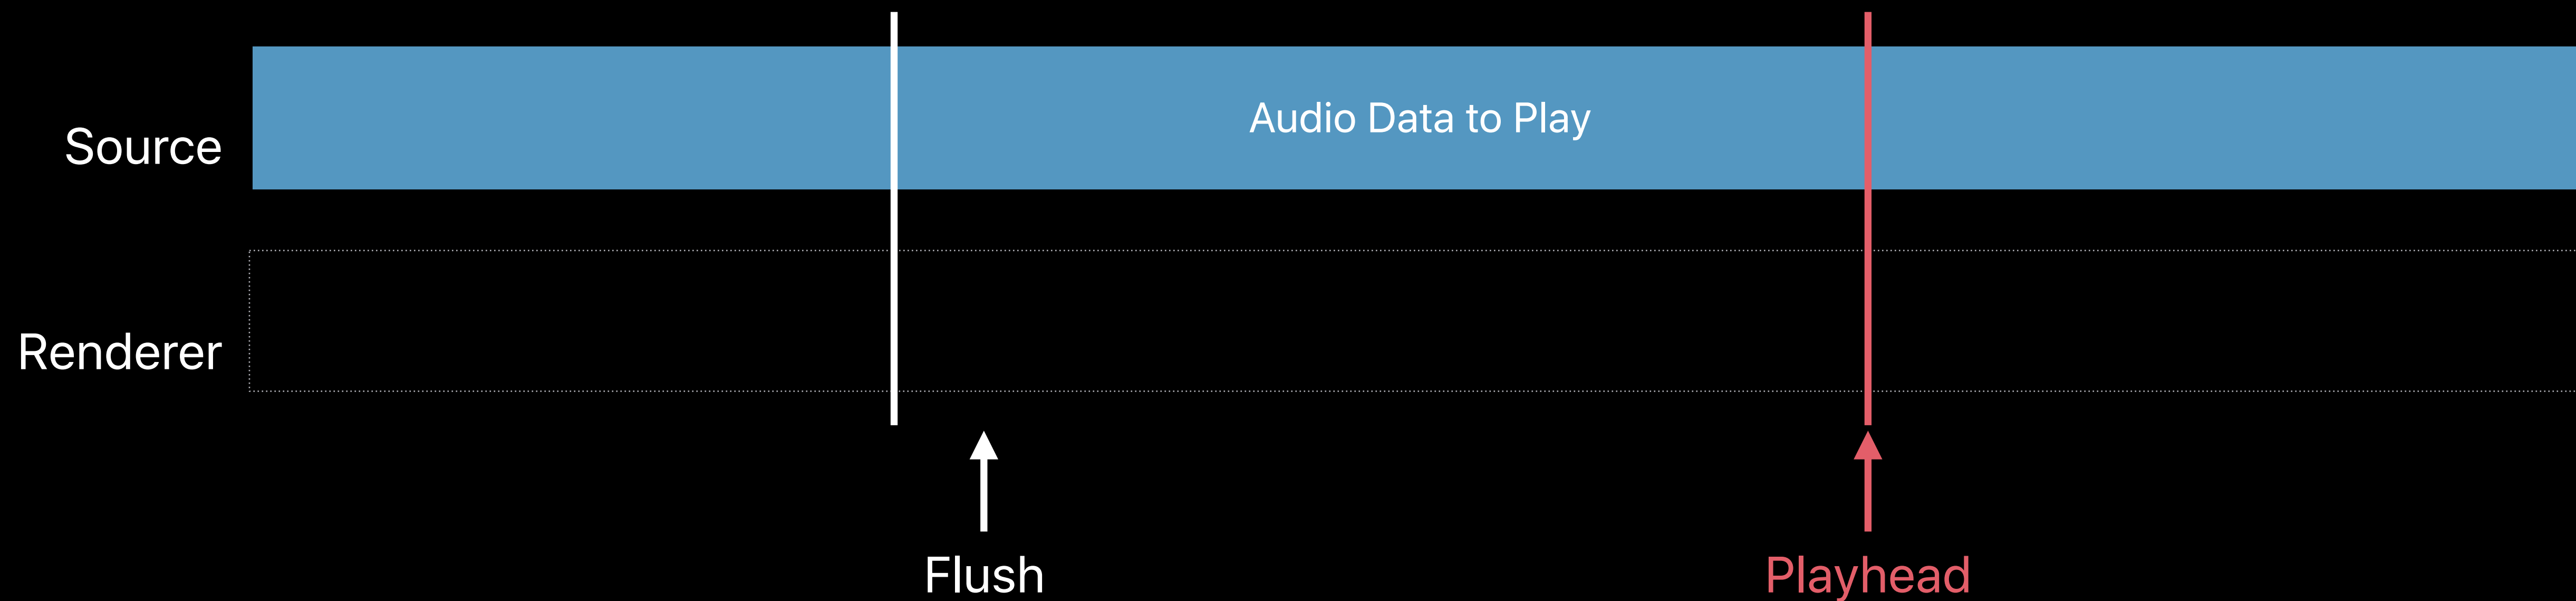 Audio Data to Play
Source
Renderer
Flush
Playhead